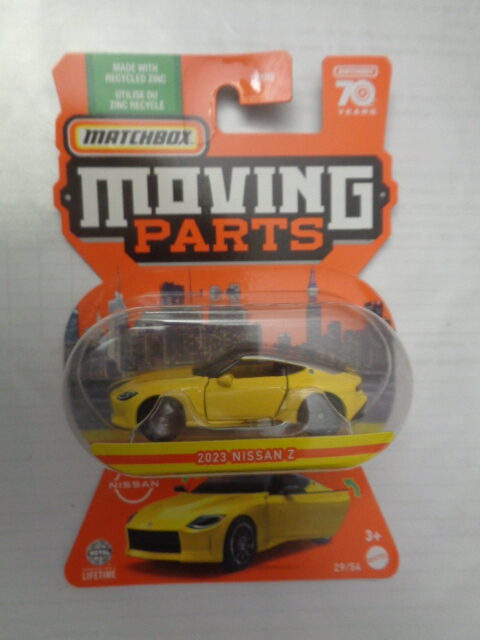 MADE WITH
RECYCLED ZINC
UTILISE DU
ZINC RECYCLÉ
MATCHBOX
70
YEARS
MATCHBOX
MOVING
PARTS
2023 NISSAN Z
NISSAN
3+
METAL
LIFETIME
29/54